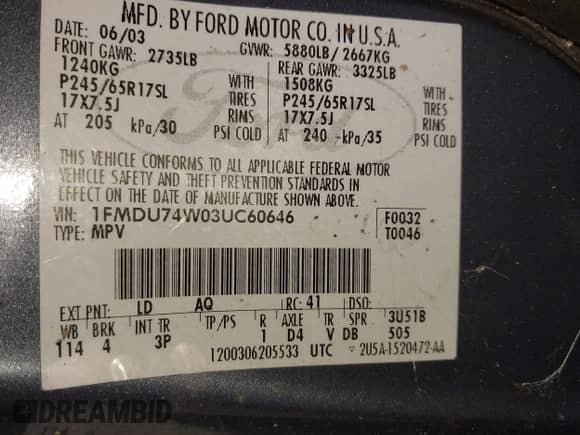 MFD. BY FORD MOTOR CO. IN U.S.A.
DATE: 06/03 GVWR: 5880LB/ 2667KG
FRONT GAWR: 2735LB REAR GAWR: 3325LB
1240KG 1508KG
P245/65R17SL WITH TIRES P245/65R17SL WITH TIRES
17X7.5J RIMS 17X7.5J RIMS
AT 205 kPa/30 PSI COLD AT 240 kPa/35 PSI COLD
Ford
THIS VEHICLE CONFORMS TO ALL APPLICABLE FEDERAL MOTOR
VEHICLE SAFETY AND THEFT PREVENTION STANDARDS IN
EFFECT ON THE DATE OF MANUFACTURE SHOWN ABOVE.
VIN: 1FMDU74W03UC60646 F0032
TYPE: MPV T0046
EXT PNT: LD AQ RC: 41 DSO:
WB BRK INT TR TP/PS R AXLE TR SPR 3U51B
114 4 3P 1 D4 V DB 505
1200306205533 UTC 2U5A-1520472-AA
DREAMBID